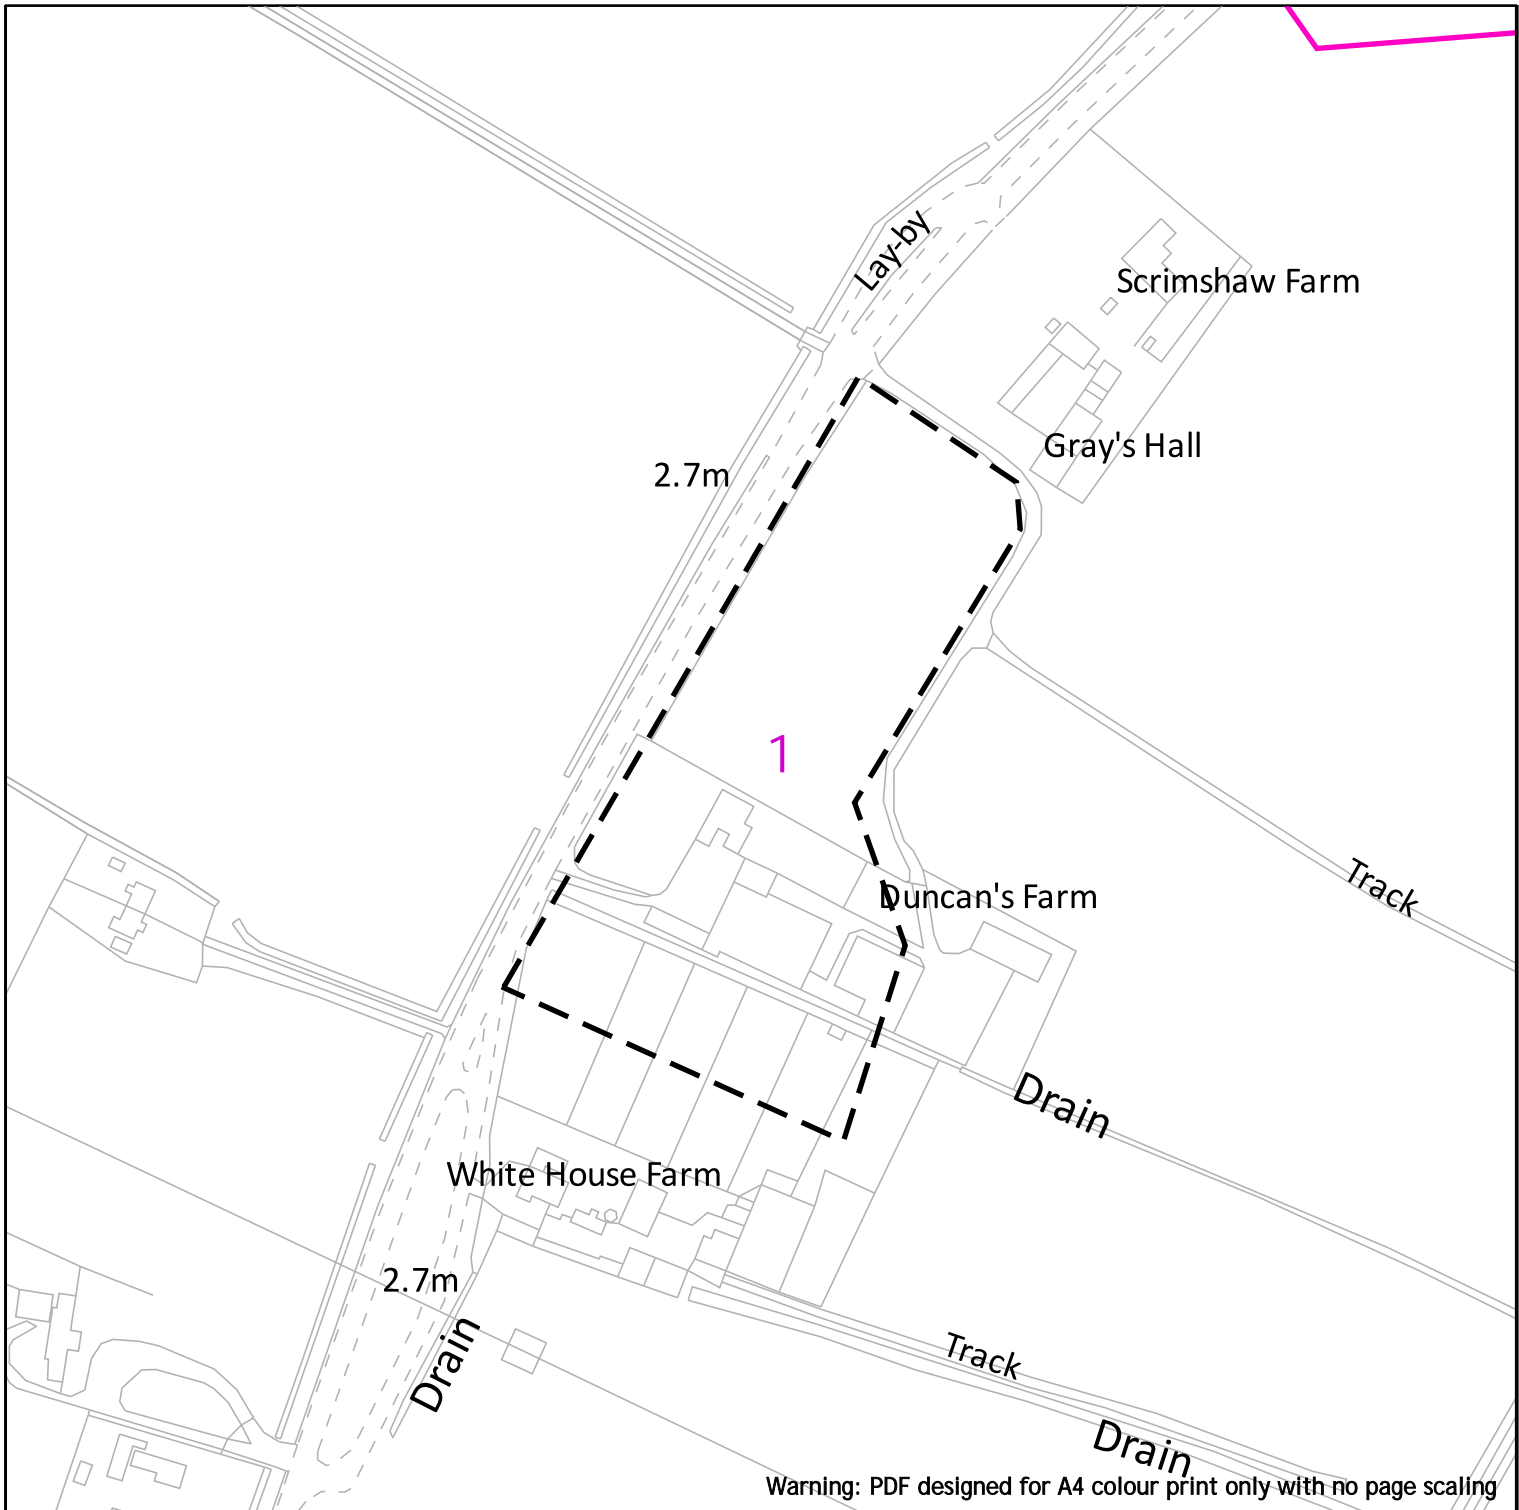 Lay-by
Scrimshaw Farm
Gray's Hall
2.7m
1
Track
Duncan's Farm
Drain
White House Farm
2.7m
Drain
Track
Drain
Warning: PDF designed for A4 colour print only with no page scaling